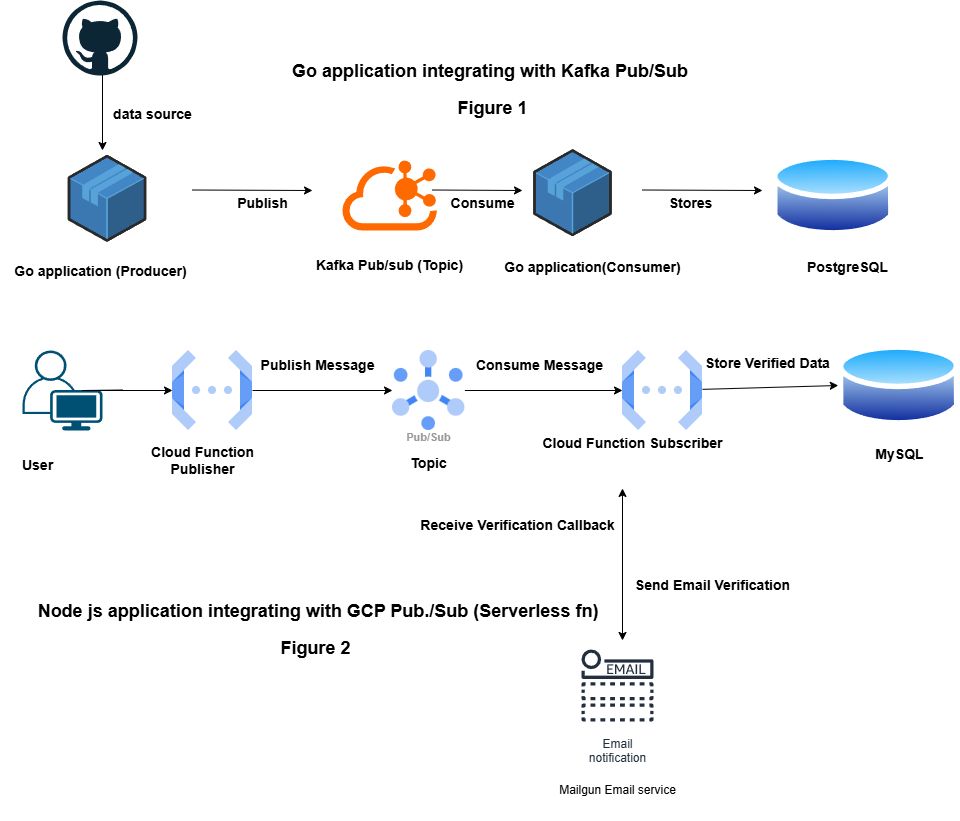 Go application integrating with Kafka Pub/Sub
Figure 1
data source
Publish
Consume
Stores
Go application (Producer)
Kafka Pub/sub (Topic)
Go application(Consumer)
PostgreSQL
Publish Message
Consume Message
Store Verified Data
Pub/Sub
User
Cloud Function
Publisher
Topic
Cloud Function Subscriber
MySQL
Receive Verification Callback
Send Email Verification
Node js application integrating with GCP Pub./Sub (Serverless fn)
Figure 2
EMAIL
Email
notification
Mailgun Email service